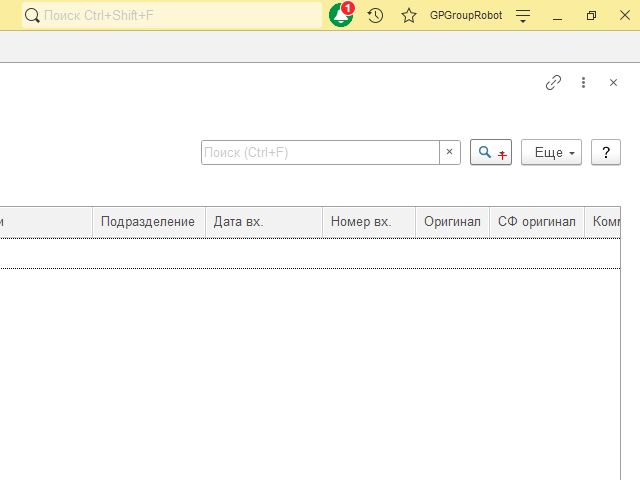 Поиск Ctrl+Shift+F 1 GPGroupRobot
Поиск (Ctrl+F) × Еще ?
и Подразделение Дата вх. Номер вх. Оригинал СФ оригинал Комм